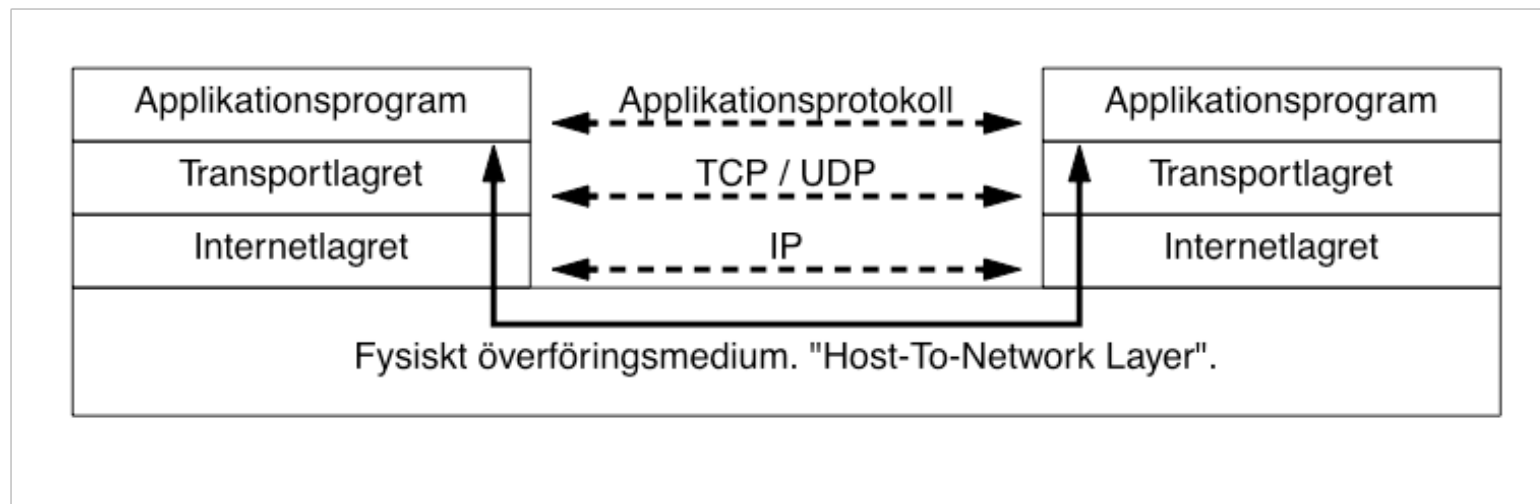 Applikationsprogram
Applikationsprotokoll
Applikationsprogram
Transportlagret
TCP / UDP
Transportlagret
Internetlagret
IP
Internetlagret
Fysiskt överföringsmedium. "Host-To-Network Layer".